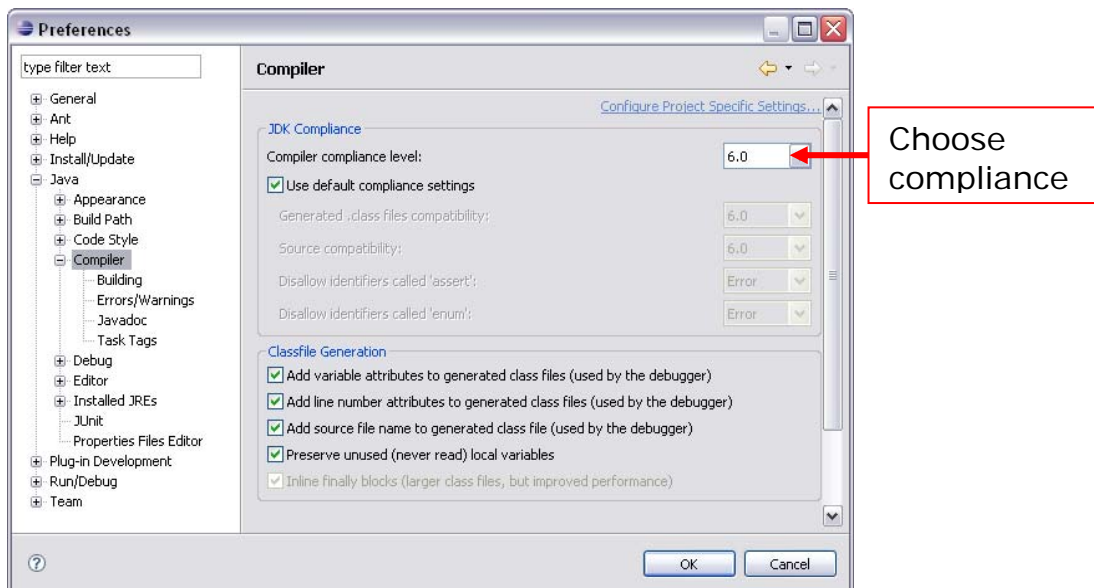 Preferences
type filter text
General
Ant
Help
Install/Update
Java
Appearance
Build Path
Code Style
Compiler
Building
Errors/Warnings
Javadoc
Task Tags
Debug
Editor
Installed JREs
JUnit
Properties Files Editor
Plug-in Development
Run/Debug
Team
Compiler
Configure Project Specific Settings...
JDK Compliance
Compiler compliance level: 6.0
Use default compliance settings
Generated .class files compatibility: 6.0
Source compatibility: 6.0
Disallow identifiers called 'assert': Error
Disallow identifiers called 'enum': Error
Classfile Generation
Add variable attributes to generated class files (used by the debugger)
Add line number attributes to generated class files (used by the debugger)
Add source file name to generated class file (used by the debugger)
Preserve unused (never read) local variables
Inline finally blocks (larger class files, but improved performance)
OK Cancel
Choose
compliance